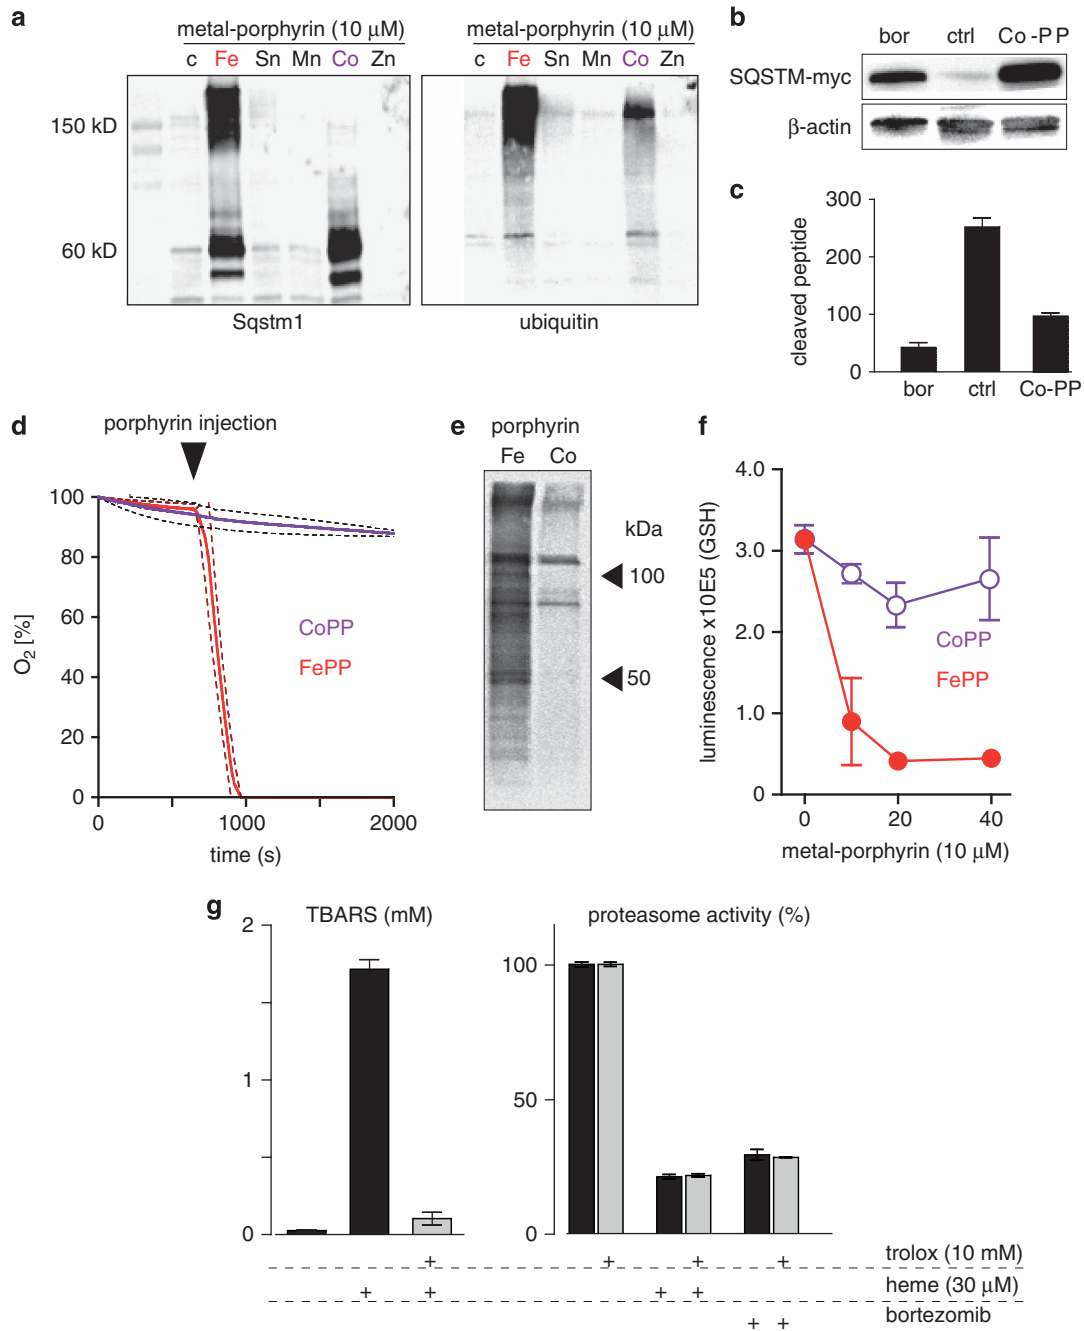 a
metal-porphyrin (10 μM)
c Fe Sn Mn Co Zn
150 kD
60 kD
Sqstm1
metal-porphyrin (10 μM)
c Fe Sn Mn Co Zn
ubiquitin
b
bor ctrl Co-PP
SQSTM-myc
β-actin
c
cleaved peptide
300
200
100
0
bor ctrl Co-PP
d
porphyrin injection
O2 [%]
100
80
60
40
20
0
CoPP
FePP
0 1000 2000
time (s)
e
porphyrin
Fe Co
kDa
100
50
f
luminescence x10E5 (GSH)
4.0
3.0
2.0
1.0
0
CoPP
FePP
0 20 40
metal-porphyrin (10 μM)
g
TBARS (mM)
2
1
0
proteasome activity (%)
100
50
0
+ + + + trolox (10 mM)
+ + + + heme (30 μM)
+ + bortezomib